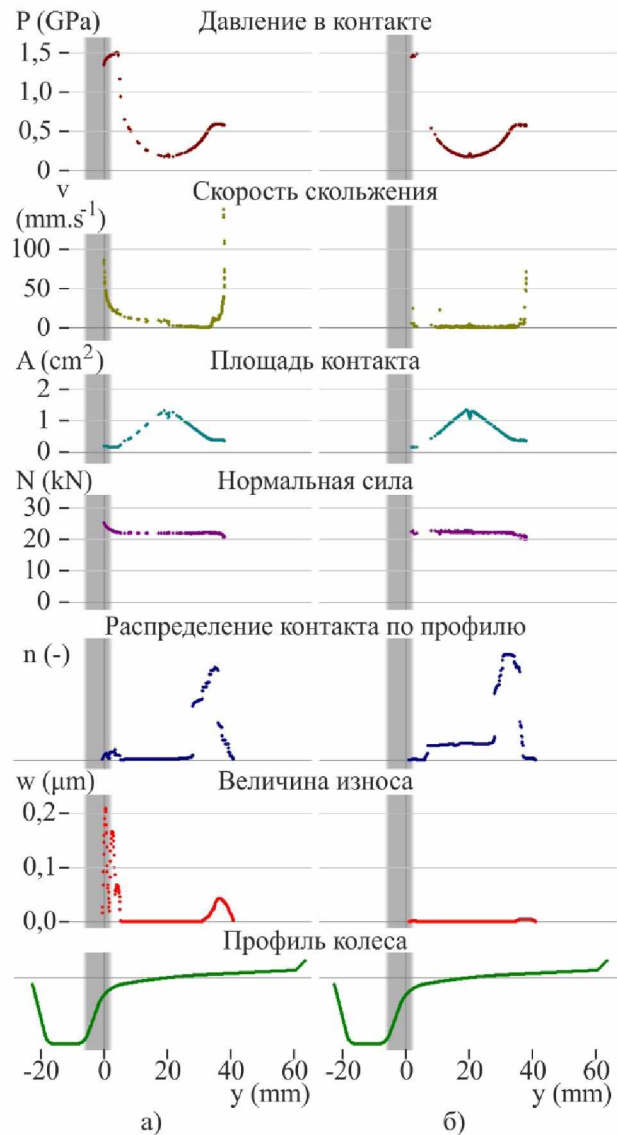 P (GPa) Давление в контакте
1,5
1,0
0,5
0
v Скорость скольжения
(mm.s⁻¹)
100
50
0
A (cm²) Площадь контакта
2
1
0
N (kN) Нормальная сила
30
20
10
0
Распределение контакта по профилю
n (-)
w (μm) Величина износа
0,2
0,1
0,0
Профиль колеса
-20 0 20 40 60 -20 0 20 40 60
y (mm) y (mm)
а) б)